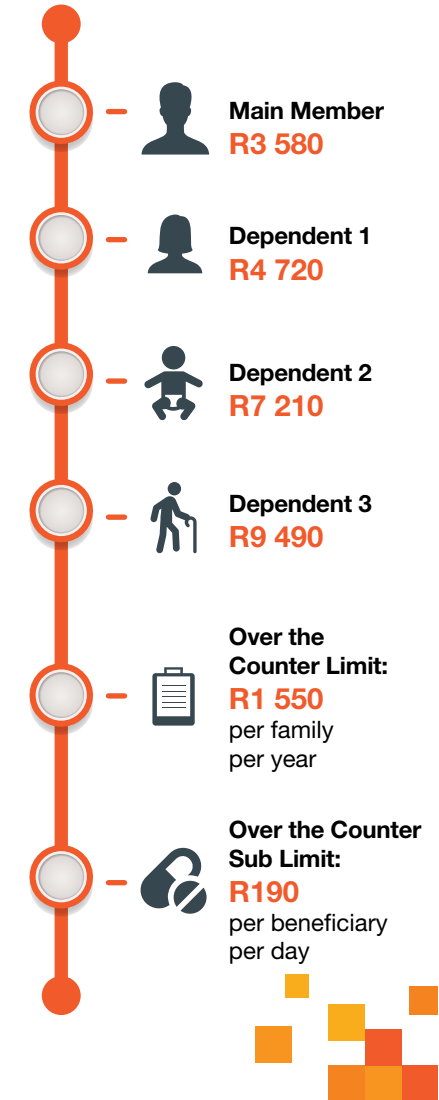 Main Member
R3 580
Dependent 1
R4 720
Dependent 2
R7 210
Dependent 3
R9 490
Over the
Counter Limit:
R1 550
per family
per year
Over the Counter
Sub Limit:
R190
per beneficiary
per day